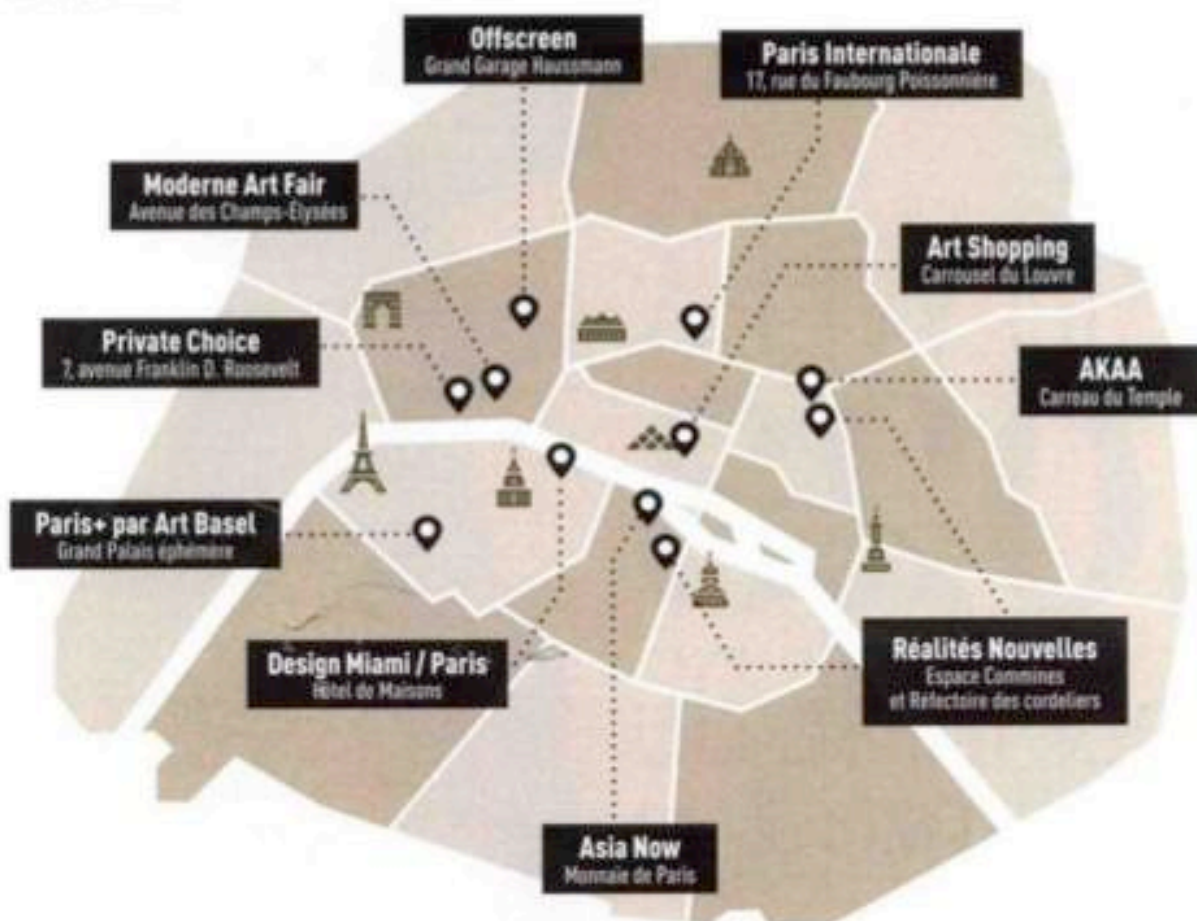 Offscreen
Grand Garage Haussmann
Paris Internationale
17, rue du Faubourg Poissonnière
Moderne Art Fair
Avenue des Champs-Elysées
Art Shopping
Carrousel du Louvre
Private Choice
7, avenue Franklin D. Roosevelt
AKAA
Carreau du Temple
Paris+ par Art Basel
Grand Palais ephémère
Design Miami / Paris
Hôtel de Maisons
Réalités Nouvelles
Espace Commines
et Réfectoire des cordeliers
Asia Now
Monnaie de Paris